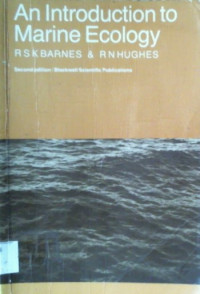 An Introduction to
Marine Ecology
R S K BARNES & R N HUGHES
Second edition / Blackwell Scientific Publications